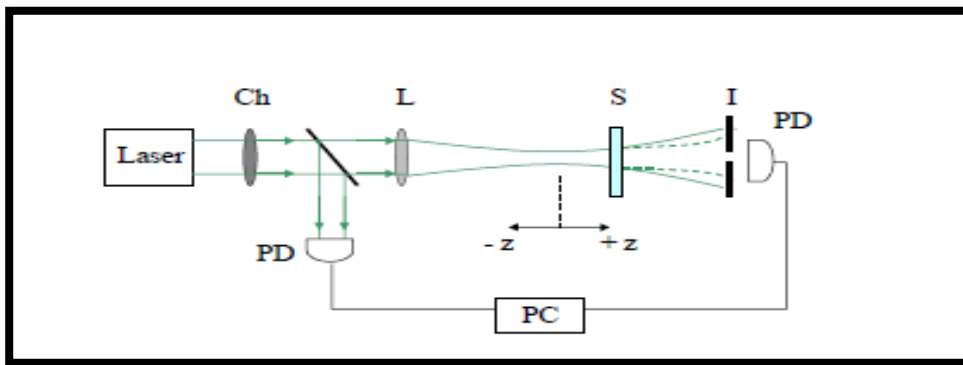 Ch L S I PD
Laser
- z + z
PD
PC